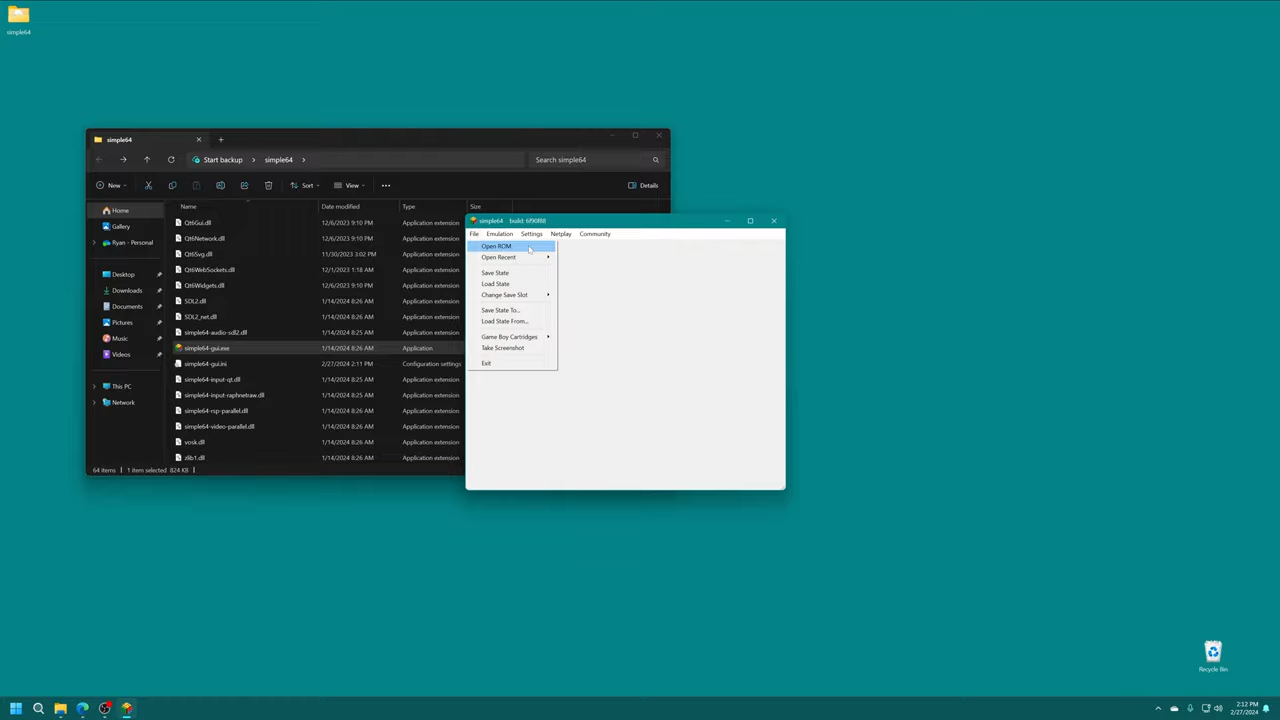 simple64
simple64
Start backup > simple64 >
Search simple64
New
Sort
View
Details
Home
Gallery
Ryan - Personal
Desktop
Downloads
Documents
Pictures
Music
Videos
This PC
Network
Name Date modified Type Size
Qt6Gui.dll 12/6/2023 9:10 PM Application extension
Qt6Network.dll 12/6/2023 9:10 PM Application extension
Qt6Svg.dll 11/30/2023 3:02 PM Application extension
Qt6WebSockets.dll 12/1/2023 1:18 AM Application extension
Qt6Widgets.dll 12/6/2023 9:10 PM Application extension
SDL2.dll 1/14/2024 8:26 AM Application extension
SDL2_net.dll 1/14/2024 8:26 AM Application extension
simple64-audio-sdl2.dll 1/14/2024 8:25 AM Application extension
simple64-gui.exe 1/14/2024 8:26 AM Application
simple64-gui.ini 2/27/2024 2:11 PM Configuration settings
simple64-input-qt.dll 1/14/2024 8:25 AM Application extension
simple64-input-raphnetraw.dll 1/14/2024 8:25 AM Application extension
simple64-rsp-parallel.dll 1/14/2024 8:26 AM Application extension
simple64-video-parallel.dll 1/14/2024 8:26 AM Application extension
vosk.dll 1/14/2024 8:26 AM Application extension
zlib1.dll 1/14/2024 8:26 AM Application extension
64 items 1 item selected 824 KB
simple64 build: 6f90f88
File Emulation Settings Netplay Community
Open ROM
Open Recent
Save State
Load State
Change Save Slot
Save State To...
Load State From...
Game Boy Cartridges
Take Screenshot
Exit
Recycle Bin
2:12 PM
2/27/2024